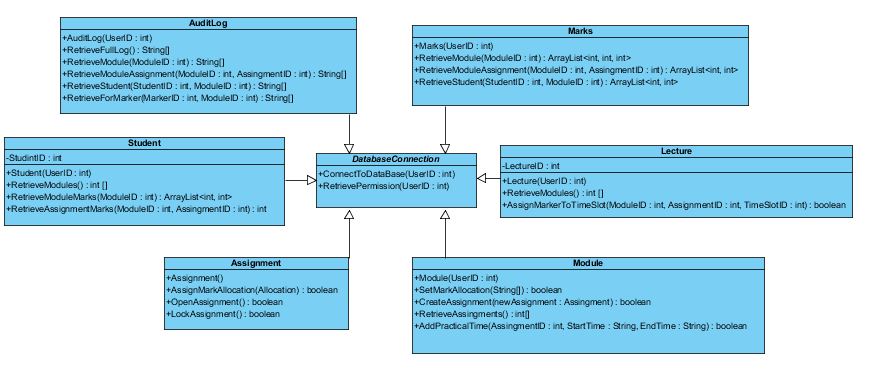 AuditLog
+AuditLog(UserID : int)
+RetrieveFullLog() : String[]
+RetrieveModule(ModuleID : int) : String[]
+RetrieveModuleAssignment(ModuleID : int, AssingmentID : int) : String[]
+RetrieveStudent(StudentID : int, ModuleID : int) : String[]
+RetrieveForMarker(MarkerID : int, ModuleID : int) : String[]
Marks
+Marks(UserID : int)
+RetrieveModule(ModuleID : int) : ArrayList<int, int, int>
+RetrieveModuleAssignment(ModuleID : int, AssingmentID : int) : ArrayList<int, int>
+RetrieveStudent(StudentID : int, ModuleID : int) : ArrayList<int, int>
Student
-StudintID : int
+Student(UserID : int)
+RetrieveModules() : int []
+RetrieveModuleMarks(ModuleID : int) : ArrayList<int, int>
+RetrieveAssignmentMarks(ModuleID : int, AssingmentID : int) : int
DatabaseConnection
+ConnectToDataBase(UserID : int)
+RetrievePermission(UserID : int)
Lecture
-LectureID : int
+Lecture(UserID : int)
+RetrieveModules() : int []
+AssignMarkerToTimeSlot(ModuleID : int, AssignmentID : int, TimeSlotID : int) : boolean
Assignment
+Assignment()
+AssignMarkAllocation(Allocation) : boolean
+OpenAssignment() : boolean
+LockAssignment() : boolean
Module
+Module(UserID : int)
+SetMarkAllocation(String[]) : boolean
+CreateAssignment(newAssignment : Assingment) : boolean
+RetrieveAssingments() : int[]
+AddPracticalTime(AssingmentID : int, StartTime : String, EndTime : String) : boolean